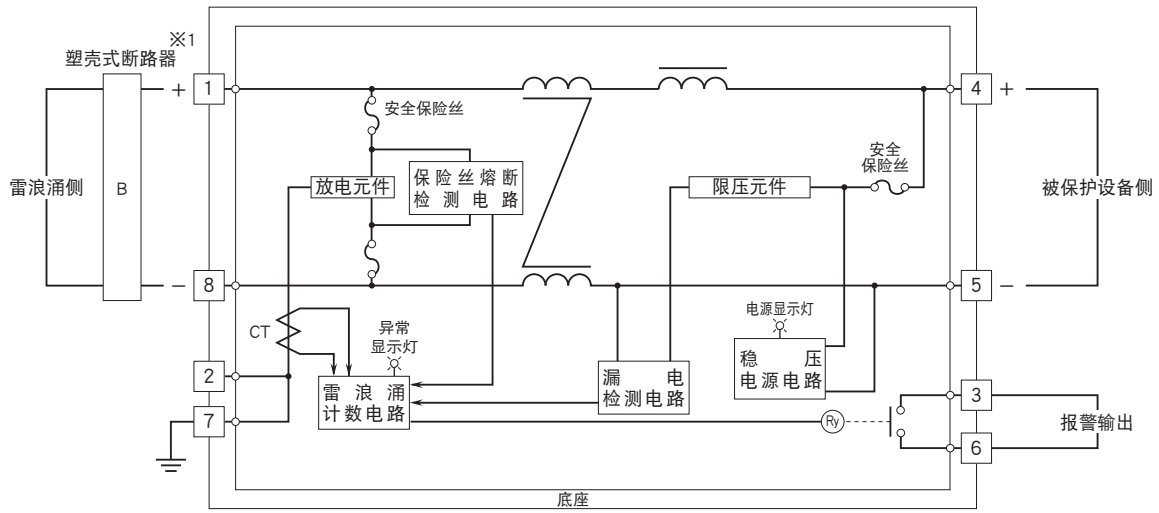 ※1
塑壳式断路器
+ 1
4 +
安全保险丝
安全
保险丝
雷浪涌侧
B
放电元件
保险丝熔断
检测电路
限压元件
被保护设备侧
− 8
5 −
CT
异常
显示灯
电源显示灯
稳压
电源电路
2
雷浪涌
计数电路
漏电
检测电路
3
7
Ry
报警输出
6
底座